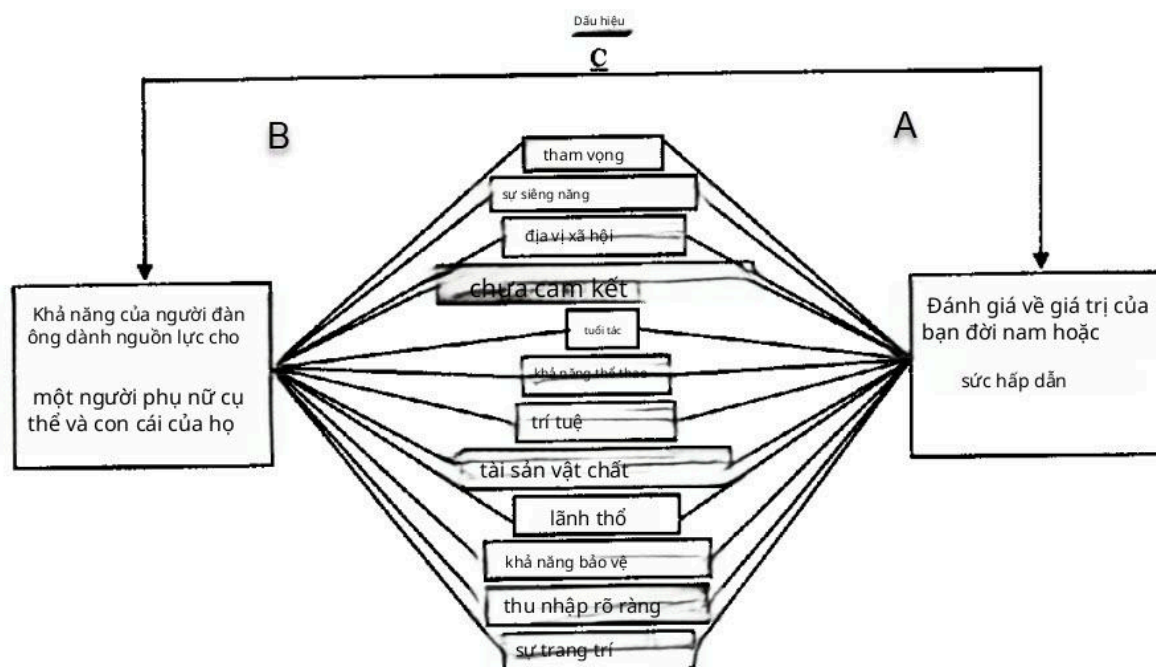 Dấu hiệu
C
B
A
tham vọng
sự siêng năng
địa vị xã hội
chưa cam kết
tuổi tác
khả năng thể thao
trí tuệ
tài sản vật chất
lãnh thổ
khả năng bảo vệ
thu nhập rõ ràng
sự trang trí
Khả năng của người đàn
ông dành nguồn lực cho
một người phụ nữ cụ
thể và con cái của họ
Đánh giá về giá trị của
bạn đời nam hoặc
sức hấp dẫn